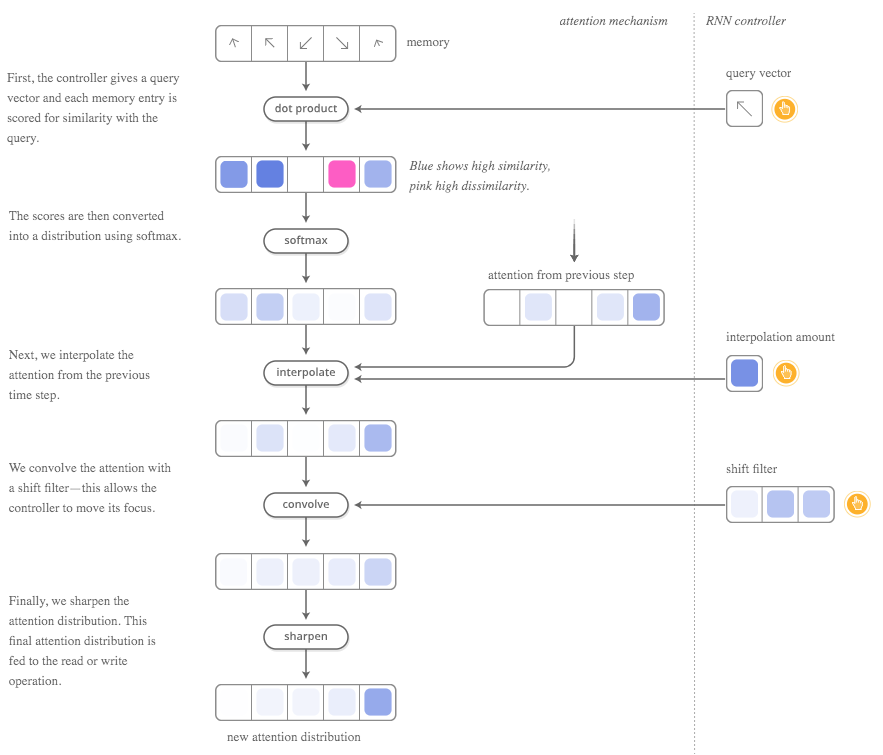 attention mechanism
RNN controller
memory
query vector
First, the controller gives a query
vector and each memory entry is
scored for similarity with the
query.
dot product
Blue shows high similarity,
pink high dissimilarity.
The scores are then converted
into a distribution using softmax.
softmax
attention from previous step
interpolation amount
Next, we interpolate the
attention from the previous
time step.
interpolate
We convolve the attention with
a shift filter—this allows the
controller to move its focus.
shift filter
convolve
Finally, we sharpen the
attention distribution. This
final attention distribution is
fed to the read or write
operation.
sharpen
new attention distribution